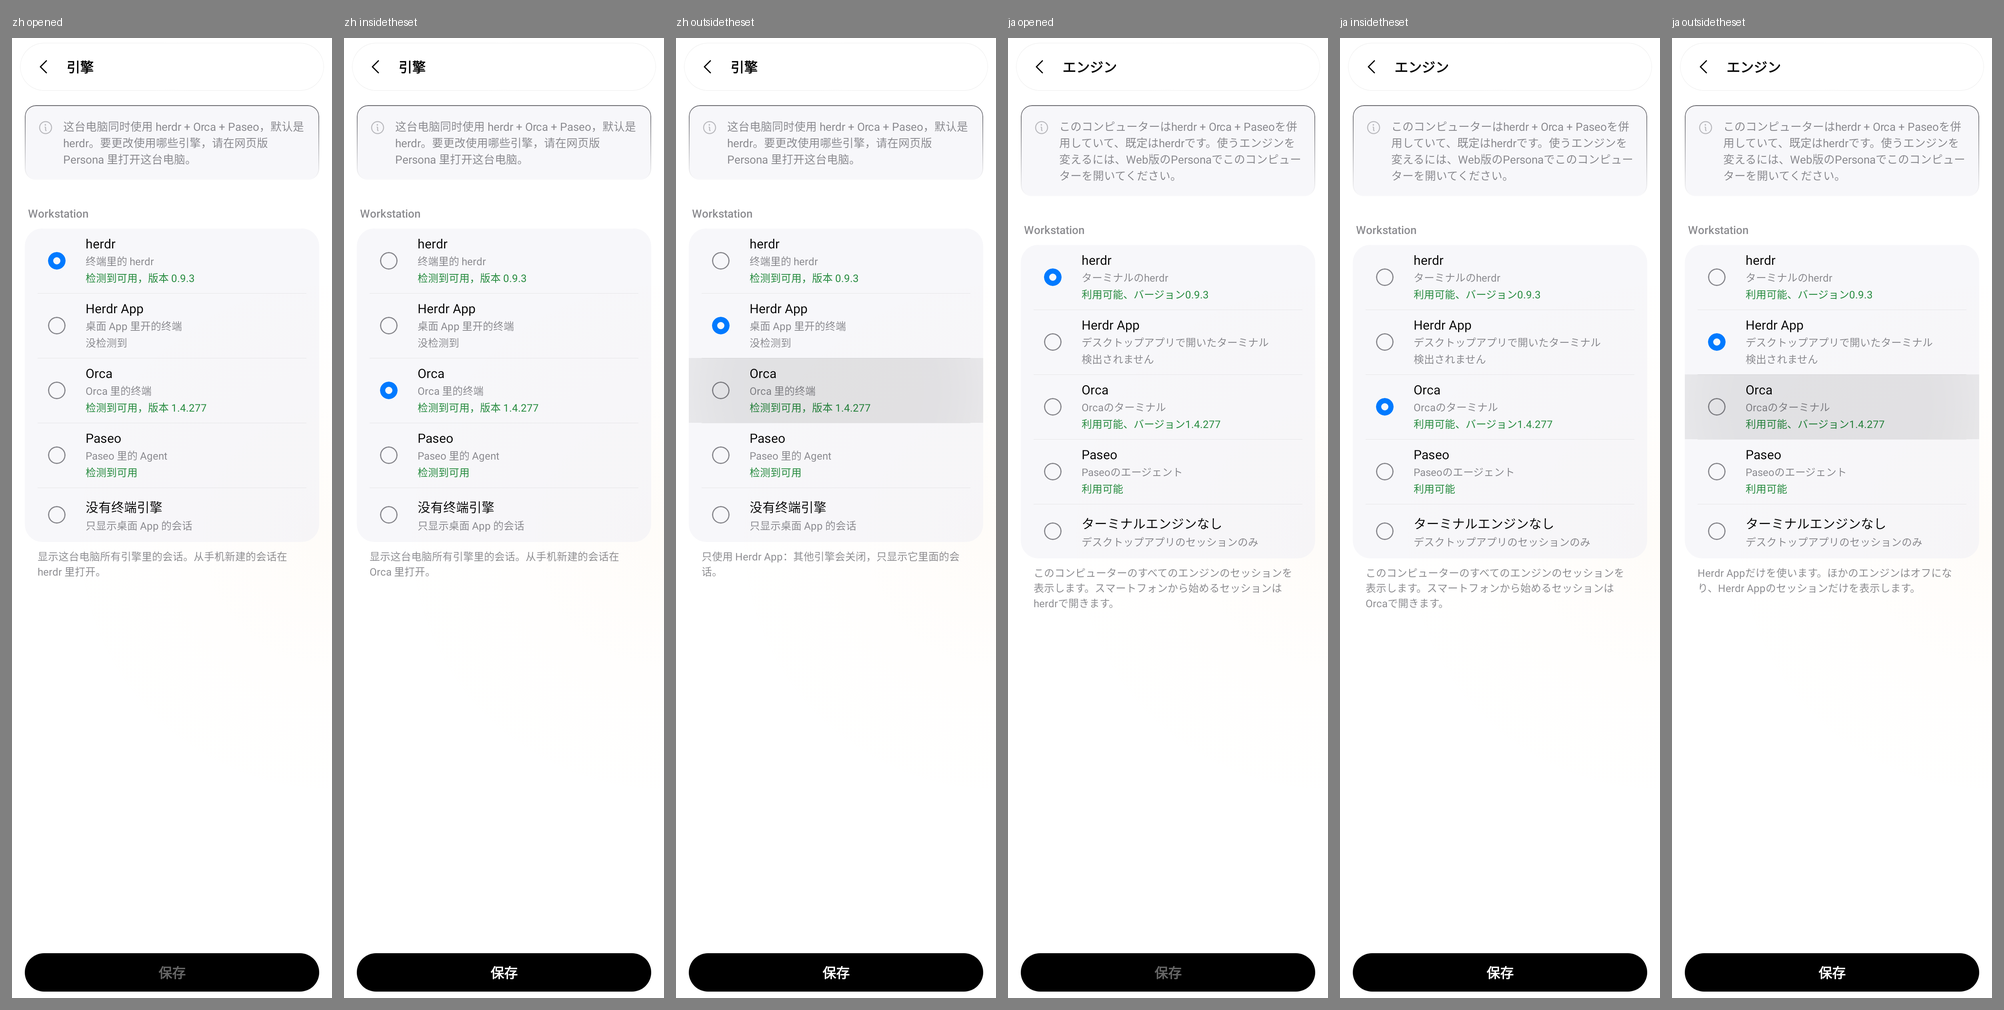 zh opened
引擎
这台电脑同时使用 herdr + Orca + Paseo，默认是
herdr。要更改使用哪些引擎，请在网页版
Persona 里打开这台电脑。
Workstation
herdr
终端里的 herdr
检测到可用，版本 0.9.3
Herdr App
桌面 App 里开的终端
没检测到
Orca
Orca 里的终端
检测到可用，版本 1.4.277
Paseo
Paseo 里的 Agent
检测到可用
没有终端引擎
只显示桌面 App 的会话
显示这台电脑所有引擎里的会话。从手机新建的会话在
herdr 里打开。
保存
zh insidetheset
引擎
这台电脑同时使用 herdr + Orca + Paseo，默认是
herdr。要更改使用哪些引擎，请在网页版
Persona 里打开这台电脑。
Workstation
herdr
终端里的 herdr
检测到可用，版本 0.9.3
Herdr App
桌面 App 里开的终端
没检测到
Orca
Orca 里的终端
检测到可用，版本 1.4.277
Paseo
Paseo 里的 Agent
检测到可用
没有终端引擎
只显示桌面 App 的会话
显示这台电脑所有引擎里的会话。从手机新建的会话在
Orca 里打开。
保存
zh outsidetheset
引擎
这台电脑同时使用 herdr + Orca + Paseo，默认是
herdr。要更改使用哪些引擎，请在网页版
Persona 里打开这台电脑。
Workstation
herdr
终端里的 herdr
检测到可用，版本 0.9.3
Herdr App
桌面 App 里开的终端
没检测到
Orca
Orca 里的终端
检测到可用，版本 1.4.277
Paseo
Paseo 里的 Agent
检测到可用
没有终端引擎
只显示桌面 App 的会话
只使用 Herdr App：其他引擎会关闭，只显示它里面的会
话。
保存
ja opened
エンジン
このコンピューターはherdr + Orca + Paseoを併
用していて、既定はherdrです。使うエンジンを
変えるには、Web版のPersonaでこのコンピュー
ターを開いてください。
Workstation
herdr
ターミナルのherdr
利用可能、バージョン0.9.3
Herdr App
デスクトップアプリで開いたターミナル
検出されません
Orca
Orcaのターミナル
利用可能、バージョン1.4.277
Paseo
Paseoのエージェント
利用可能
ターミナルエンジンなし
デスクトップアプリのセッションのみ
このコンピューターのすべてのエンジンのセッションを
表示します。スマートフォンから始めるセッションは
herdrで開きます。
保存
ja insidetheset
エンジン
このコンピューターはherdr + Orca + Paseoを併
用していて、既定はherdrです。使うエンジンを
変えるには、Web版のPersonaでこのコンピュー
ターを開いてください。
Workstation
herdr
ターミナルのherdr
利用可能、バージョン0.9.3
Herdr App
デスクトップアプリで開いたターミナル
検出されません
Orca
Orcaのターミナル
利用可能、バージョン1.4.277
Paseo
Paseoのエージェント
利用可能
ターミナルエンジンなし
デスクトップアプリのセッションのみ
このコンピューターのすべてのエンジンのセッションを
表示します。スマートフォンから始めるセッションは
Orcaで開きます。
保存
ja outsidetheset
エンジン
このコンピューターはherdr + Orca + Paseoを併
用していて、既定はherdrです。使うエンジンを
変えるには、Web版のPersonaでこのコンピュー
ターを開いてください。
Workstation
herdr
ターミナルのherdr
利用可能、バージョン0.9.3
Herdr App
デスクトップアプリで開いたターミナル
検出されません
Orca
Orcaのターミナル
利用可能、バージョン1.4.277
Paseo
Paseoのエージェント
利用可能
ターミナルエンジンなし
デスクトップアプリのセッションのみ
Herdr Appだけを使います。ほかのエンジンはオフにな
り、Herdr Appのセッションだけを表示します。
保存